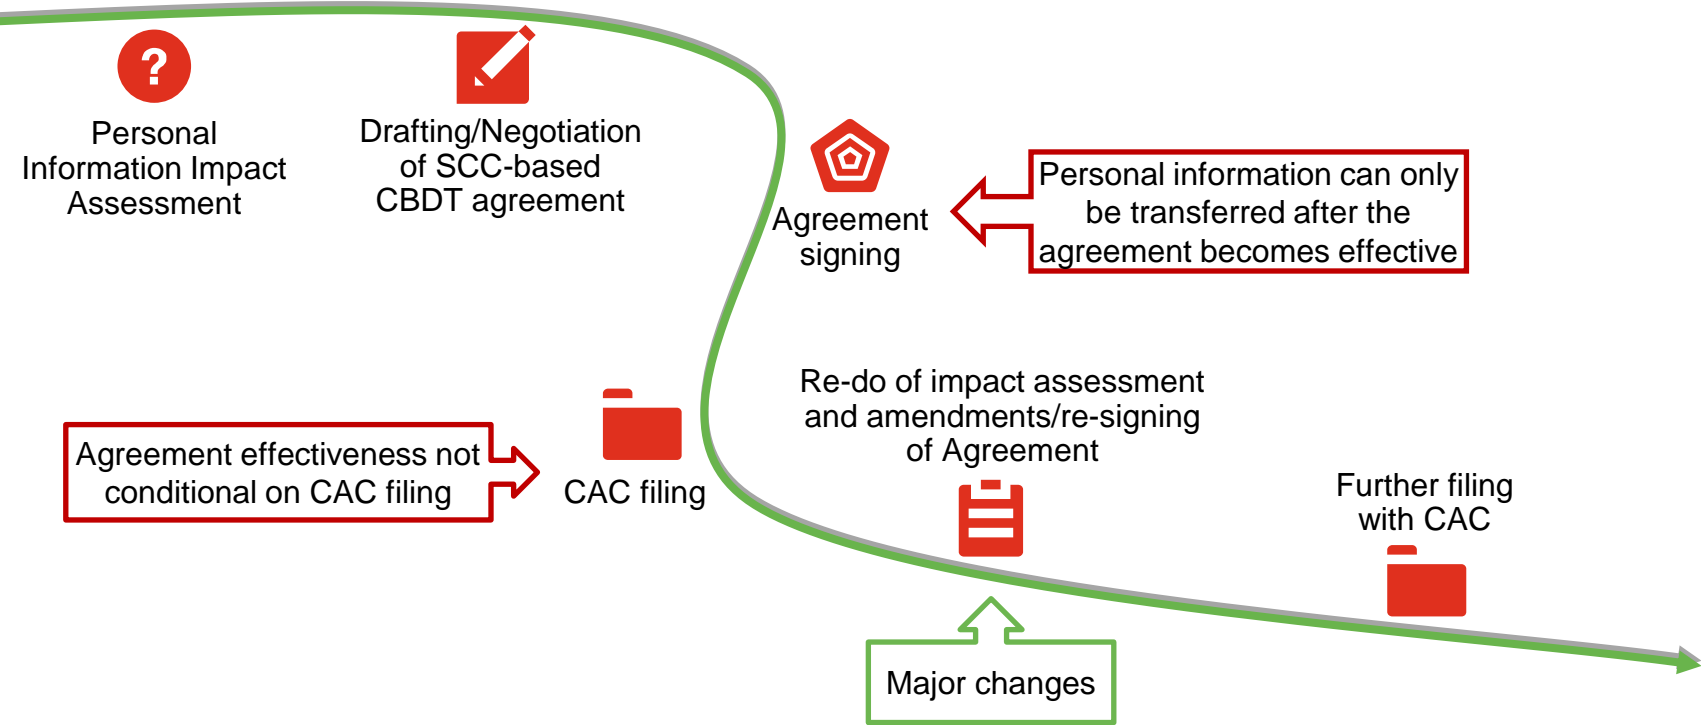 ?
Personal
Information Impact
Assessment
Drafting/Negotiation
of SCC-based
CBDT agreement
Agreement
signing
Personal information can only
be transferred after the
agreement becomes effective
Agreement effectiveness not
conditional on CAC filing
CAC filing
Re-do of impact assessment
and amendments/re-signing
of Agreement
Major changes
Further filing
with CAC